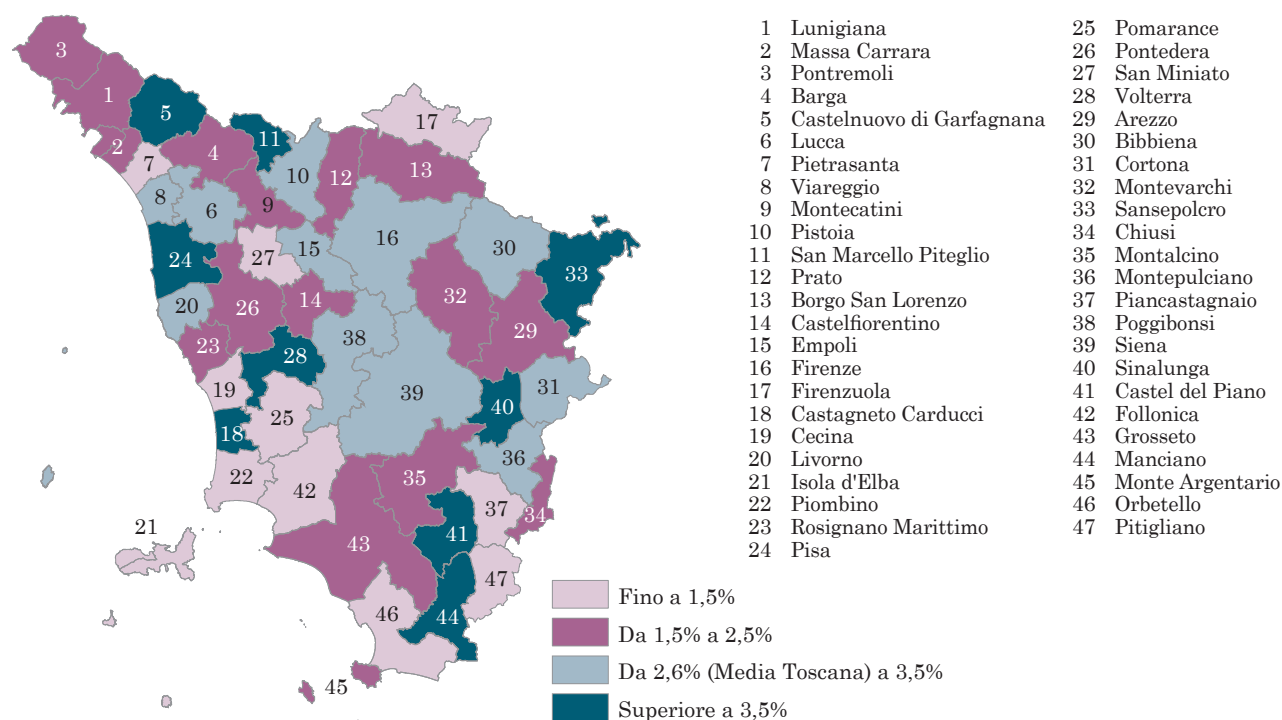 3
1
5
2
7
4
11
17
10
12
13
8
6
9
24
27
15
16
30
33
20
26
14
32
23
38
29
28
19
25
39
31
18
40
22
42
35
36
21
43
41
37
34
47
46
44
45
1 Lunigiana
2 Massa Carrara
3 Pontremoli
4 Barga
5 Castelnuovo di Garfagnana
6 Lucca
7 Pietrasanta
8 Viareggio
9 Montecatini
10 Pistoia
11 San Marcello Piteglio
12 Prato
13 Borgo San Lorenzo
14 Castelfiorentino
15 Empoli
16 Firenze
17 Firenzuola
18 Castagneto Carducci
19 Cecina
20 Livorno
21 Isola d'Elba
22 Piombino
23 Rosignano Marittimo
24 Pisa
25 Pomarance
26 Pontedera
27 San Miniato
28 Volterra
29 Arezzo
30 Bibbiena
31 Cortona
32 Montevarchi
33 Sansepolcro
34 Chiusi
35 Montalcino
36 Montepulciano
37 Piancastagnaio
38 Poggibonsi
39 Siena
40 Sinalunga
41 Castel del Piano
42 Follonica
43 Grosseto
44 Manciano
45 Monte Argentario
46 Orbetello
47 Pitigliano
Fino a 1,5%
Da 1,5% a 2,5%
Da 2,6% (Media Toscana) a 3,5%
Superiore a 3,5%